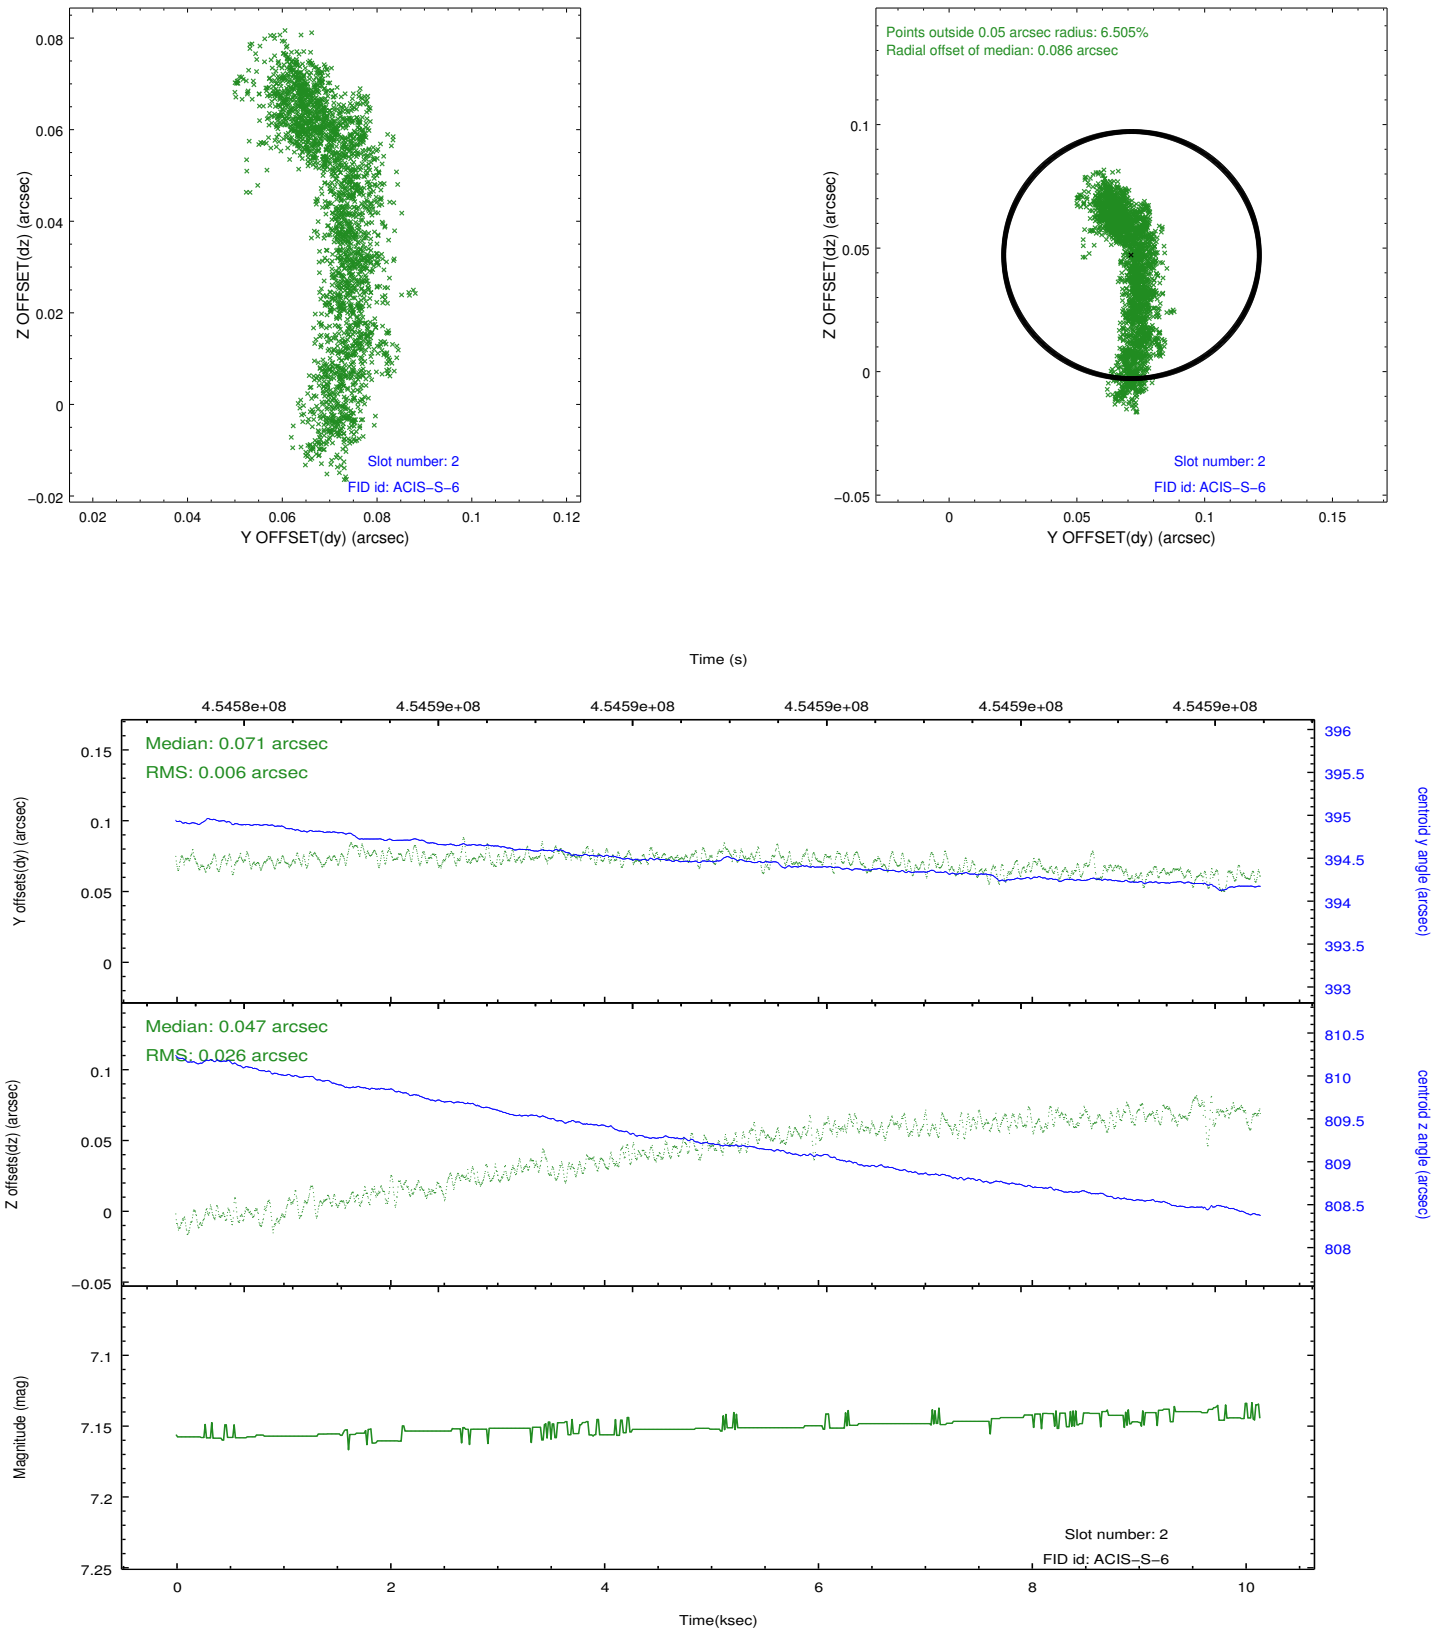 0.08
0.06
0.04
0.02
0
−0.02
Z OFFSET(dz) (arcsec)
0.02
0.04
0.06
0.08
0.1
0.12
Y OFFSET(dy) (arcsec)
Slot number: 2
FID id: ACIS−S−6
Points outside 0.05 arcsec radius: 6.505%
Radial offset of median: 0.086 arcsec
0.1
0.05
0
−0.05
Z OFFSET(dz) (arcsec)
0
0.05
0.1
0.15
Y OFFSET(dy) (arcsec)
Slot number: 2
FID id: ACIS−S−6
Time (s)
4.5458e+08
4.5459e+08
4.5459e+08
4.5459e+08
4.5459e+08
4.5459e+08
Median: 0.071 arcsec
RMS: 0.006 arcsec
0.15
0.1
0.05
0
Y offsets(dy) (arcsec)
396
395.5
395
394.5
394
393.5
393
centroid y angle (arcsec)
Median: 0.047 arcsec
RMS: 0.026 arcsec
0.1
0.05
0
−0.05
Z offsets(dz) (arcsec)
810.5
810
809.5
809
808.5
808
centroid z angle (arcsec)
7.1
7.15
7.2
7.25
Magnitude (mag)
Slot number: 2
FID id: ACIS−S−6
0
2
4
6
8
10
Time(ksec)